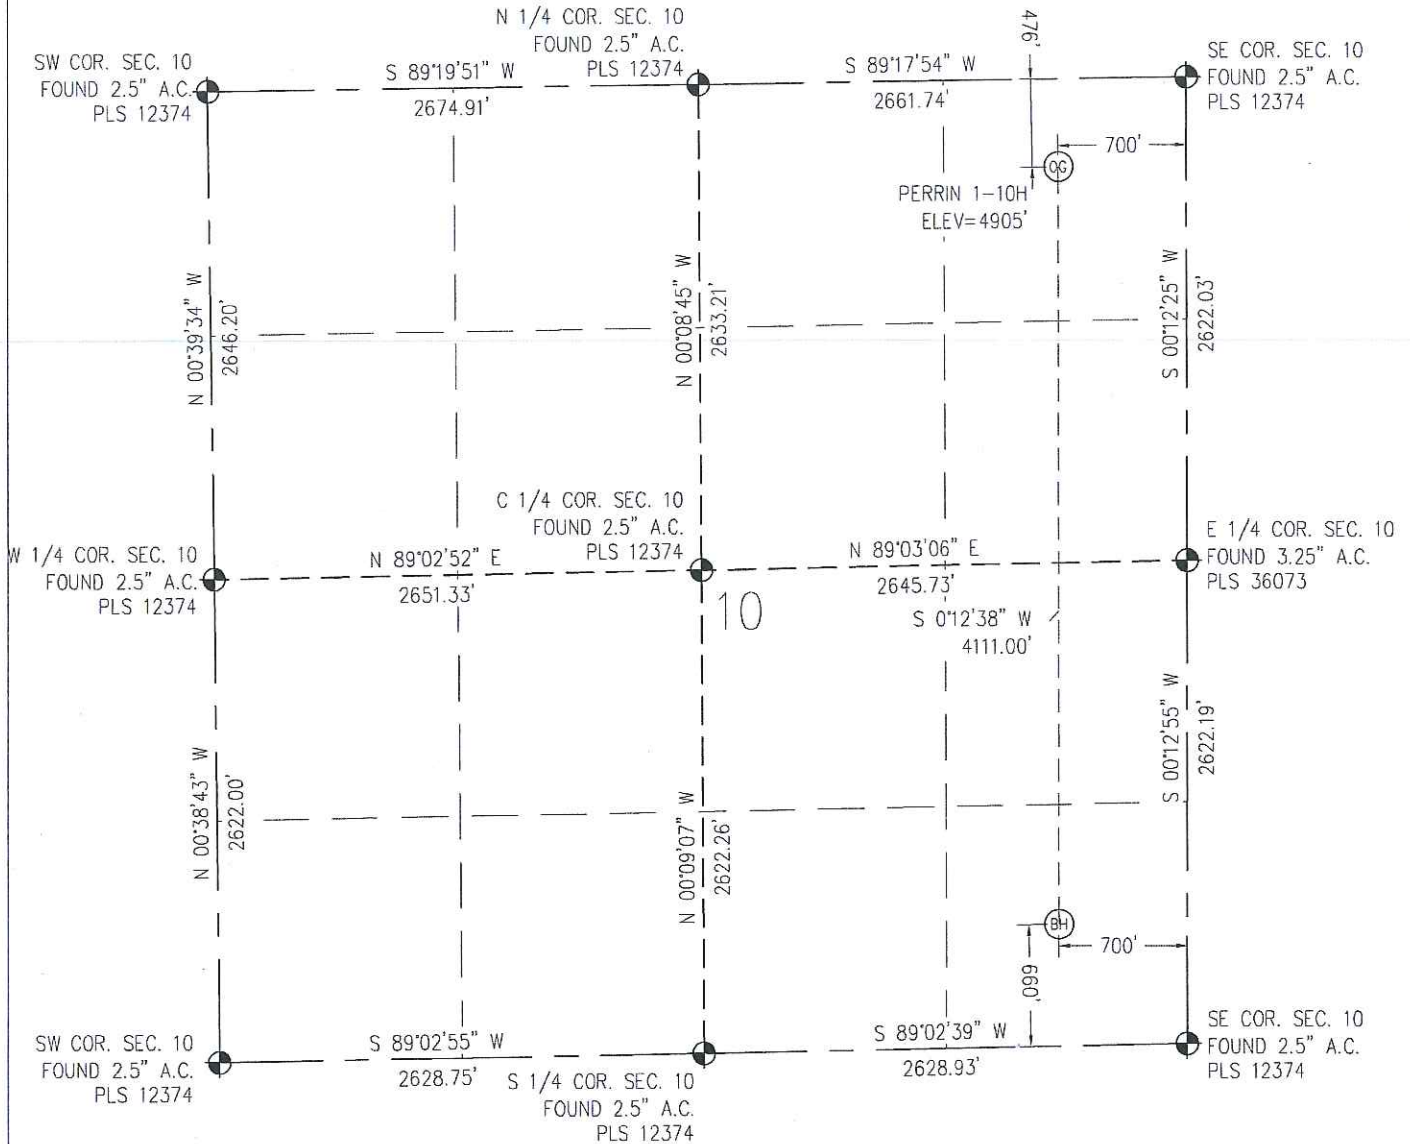 N 1/4 COR. SEC. 10
FOUND 2.5" A.C.
PLS 12374
476'
SW COR. SEC. 10
FOUND 2.5" A.C.
PLS 12374
S 89°19'51" W
2674.91'
S 89°17'54" W
2661.74'
SE COR. SEC. 10
FOUND 2.5" A.C.
PLS 12374
700'
OG
PERRIN 1-10H
ELEV=4905'
N 00°39'34" W
2646.20'
N 00°08'45" W
2633.21'
S 00°12'25" W
2622.03'
C 1/4 COR. SEC. 10
FOUND 2.5" A.C.
PLS 12374
W 1/4 COR. SEC. 10
FOUND 2.5" A.C.
PLS 12374
N 89°02'52" E
2651.33'
N 89°03'06" E
2645.73'
E 1/4 COR. SEC. 10
FOUND 3.25" A.C.
PLS 36073
10
S 0°12'38" W
4111.00'
N 00°38'43" W
2622.00'
N 00°09'07" W
2622.26'
S 00°12'55" W
2622.19'
BH
700'
660'
SW COR. SEC. 10
FOUND 2.5" A.C.
PLS 12374
S 89°02'55" W
2628.75'
S 1/4 COR. SEC. 10
FOUND 2.5" A.C.
PLS 12374
S 89°02'39" W
2628.93'
SE COR. SEC. 10
FOUND 2.5" A.C.
PLS 12374